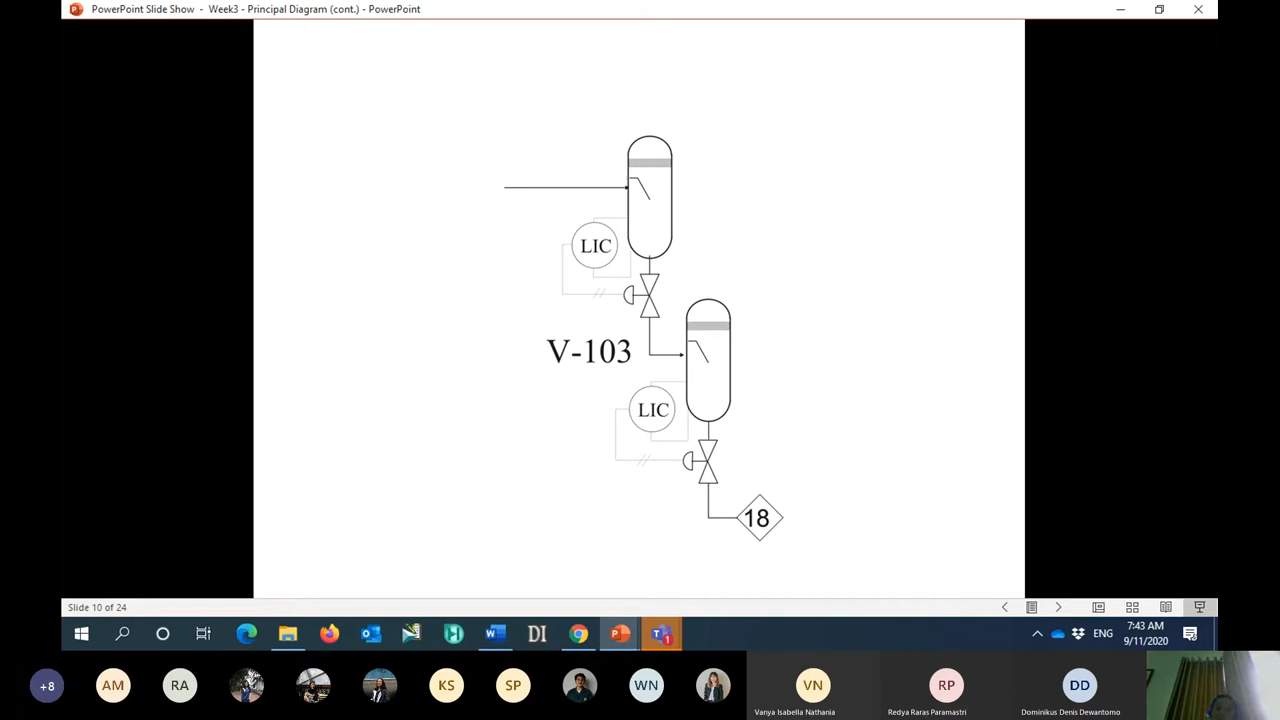 PowerPoint Slide Show - Week3 - Principal Diagram (cont.) - PowerPoint
LIC
V-103
LIC
18
Slide 10 of 24
DI
1
ENG
7:43 AM
9/11/2020
+8
AM
RA
KS
SP
WN
VN
Vanya Isabella Nathania
RP
Redya Raras Paramastri
DD
Dominikus Denis Dewantomo